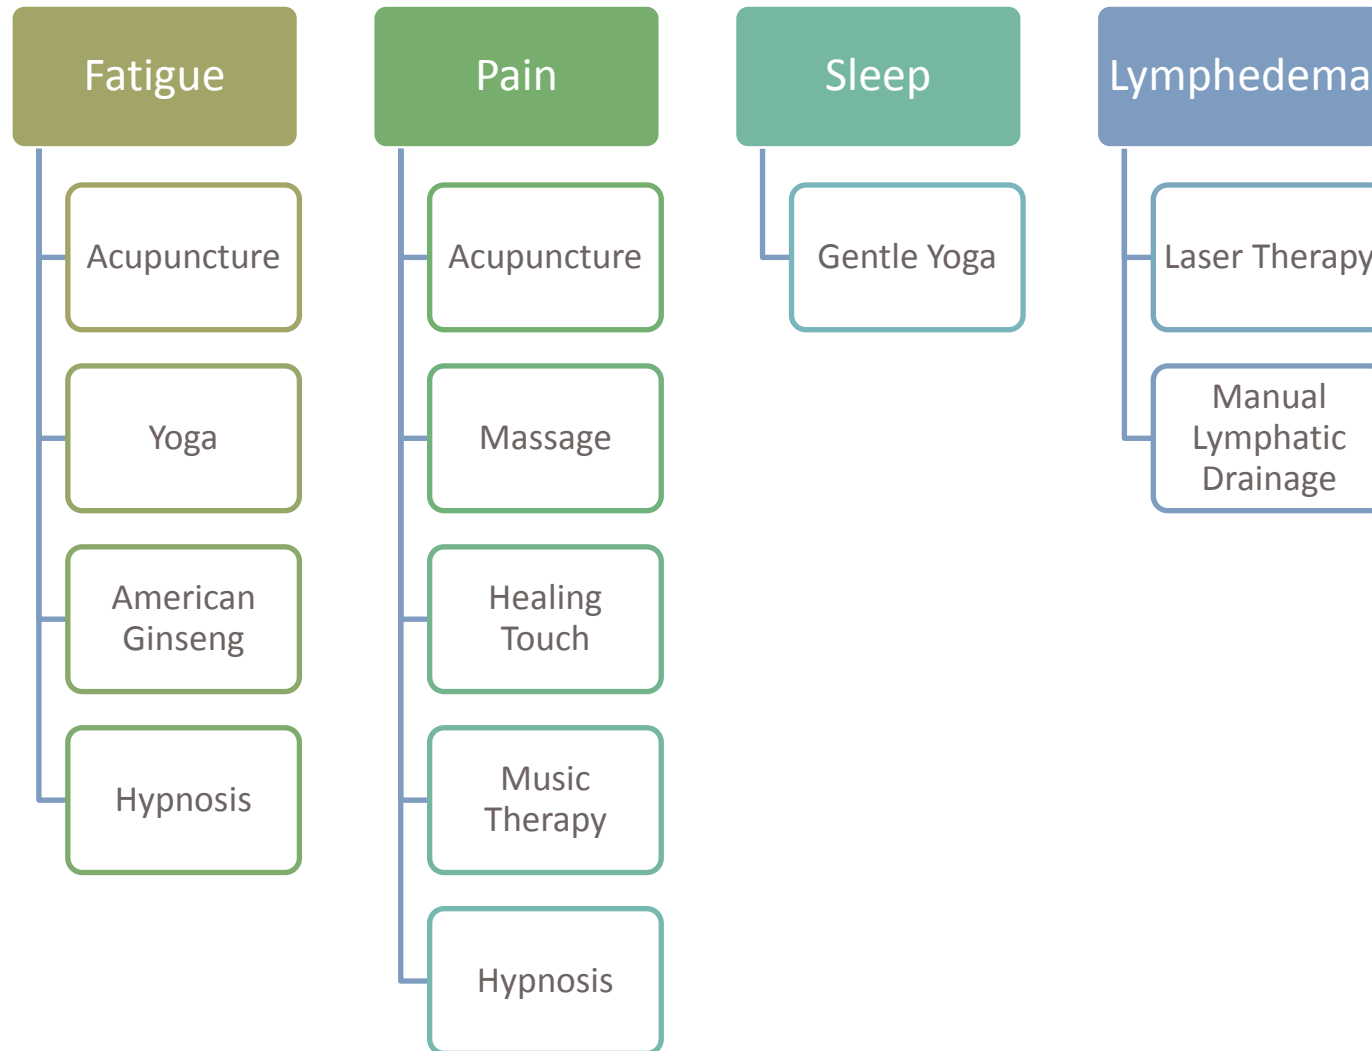 Fatigue
Acupuncture
Yoga
American
Ginseng
Hypnosis
Pain
Acupuncture
Massage
Healing
Touch
Music
Therapy
Hypnosis
Sleep
Gentle Yoga
Lymphedema
Laser Therapy
Manual
Lymphatic
Drainage